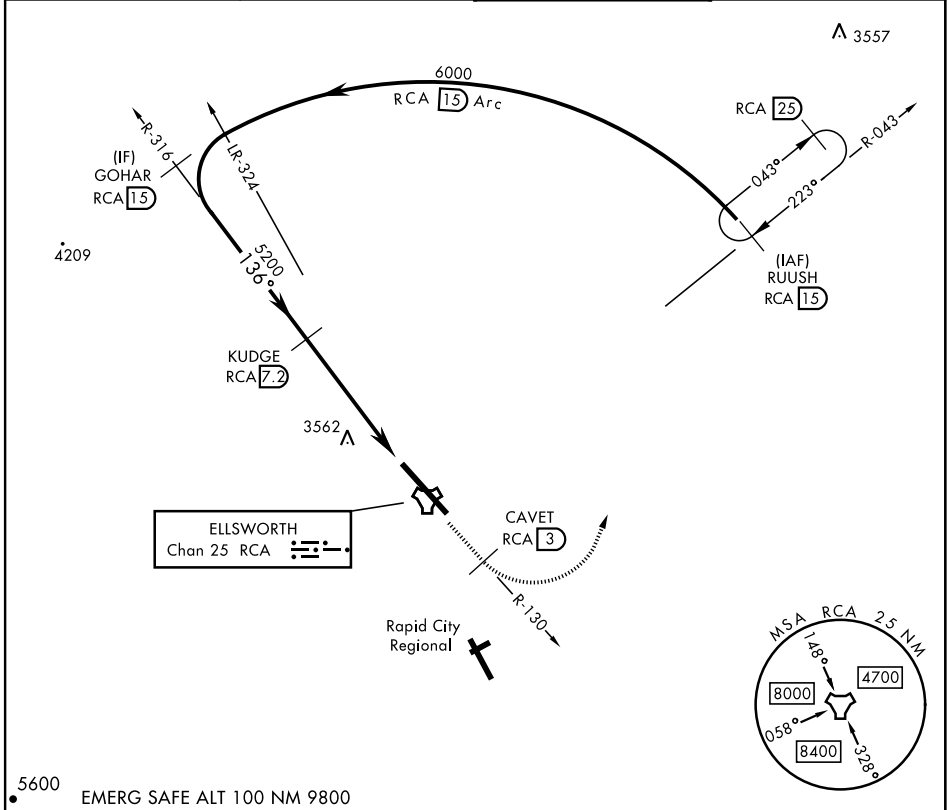 3557
6000
RCA 15 Arc
RCA 25
R-316
LR-324
(IF)
GOHAR
RCA 15
043°
R-043
223°
4209
5200
136°
(IAF)
RUUSH
RCA 15
KUDGE
RCA 7.2
3562
ELLSWORTH
Chan 25 RCA
CAVET
RCA 3
R-130
Rapid City
Regional
MSA RCA 25 NM
148°
4700
8000
058°
8400
328°
5600
EMERG SAFE ALT 100 NM 9800